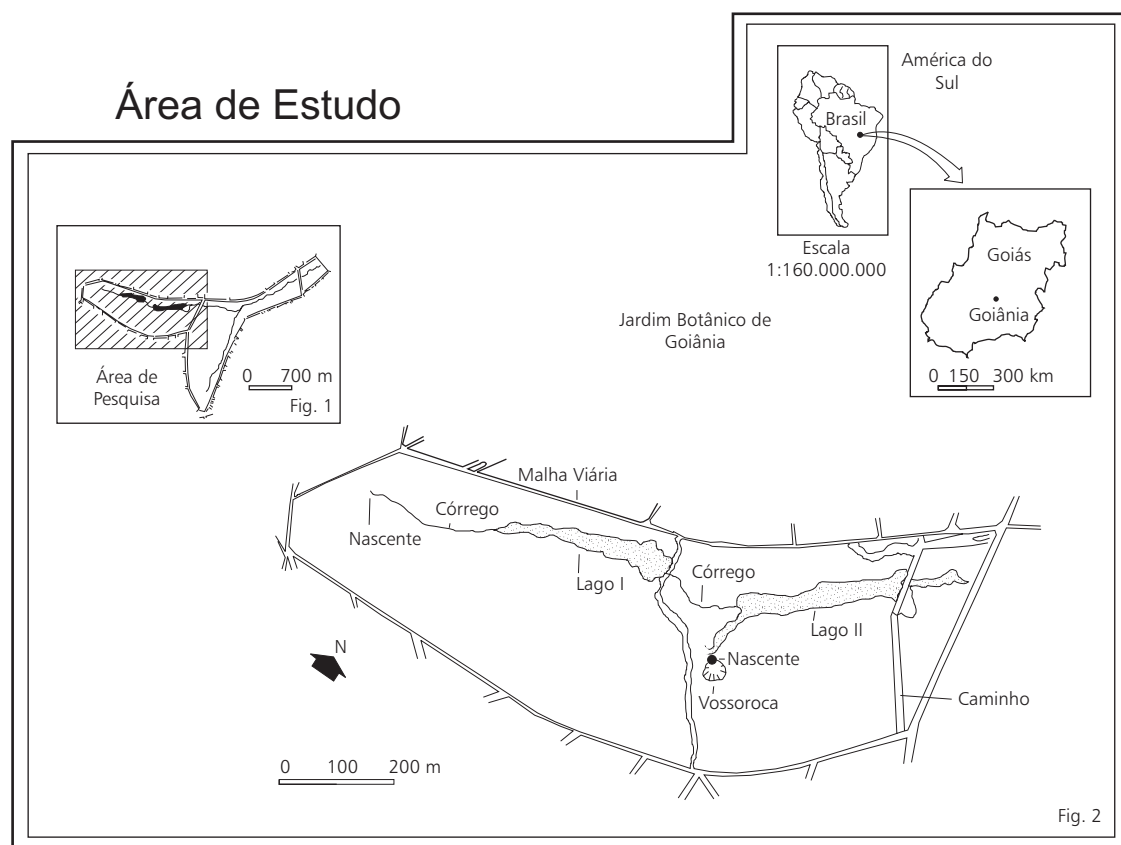 Área de Estudo
América do
Sul
Brasil
Escala
1:160.000.000
Goiás
Goiânia
0 150 300 km
Jardim Botânico de
Goiânia
Área de
Pesquisa
0 700 m
Fig. 1
Malha Viária
Córrego
Nascente
Lago I
Córrego
Lago II
Nascente
Vossoroca
Caminho
N
0 100 200 m
Fig. 2